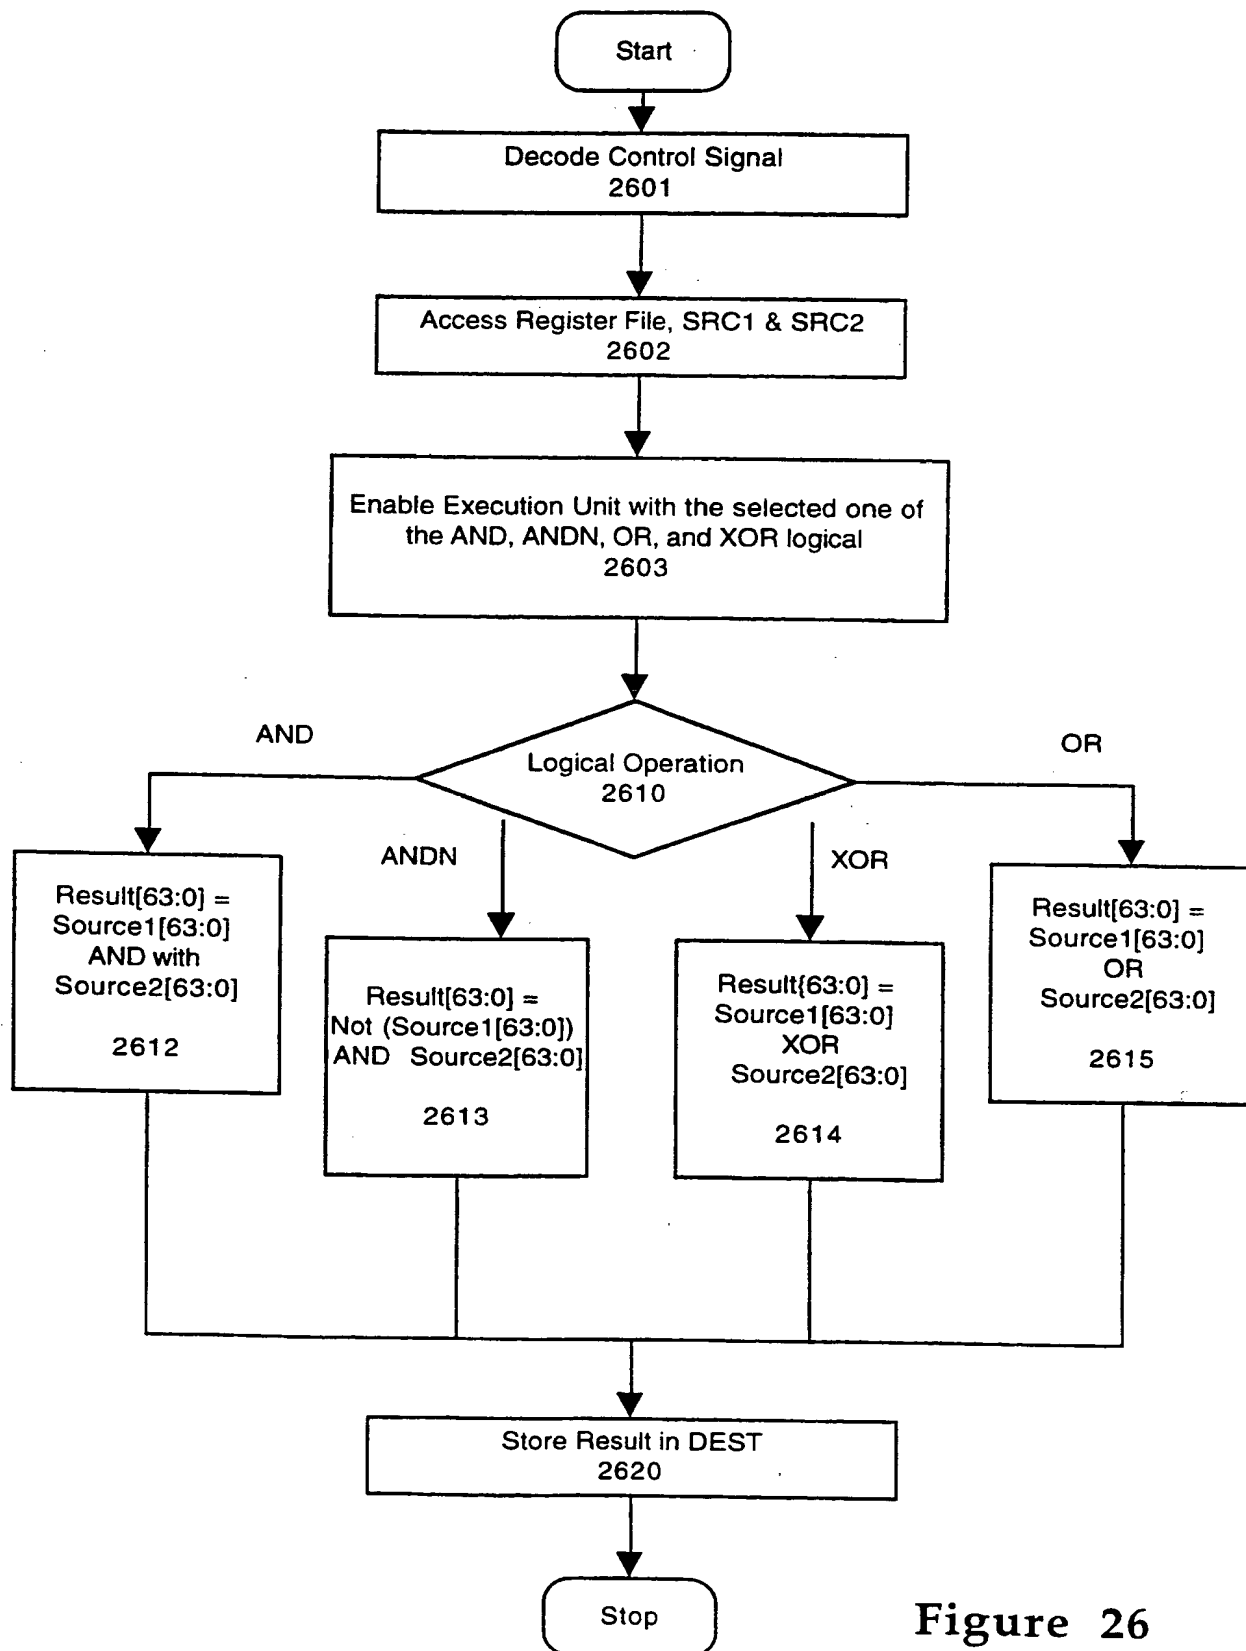 Start
Decode Control Signal
2601
Access Register File, SRC1 & SRC2
2602
Enable Execution Unit with the selected one of
the AND, ANDN, OR, and XOR logical
2603
Logical Operation
2610
AND
ANDN
XOR
OR
Result[63:0] =
Source1[63:0]
AND with
Source2[63:0]
2612
Result[63:0] =
Not (Source1[63:0])
AND Source2[63:0]
2613
Result{63:0] =
Source1[63:0]
XOR
Source2[63:0]
2614
Result[63:0] =
Source1[63:0]
OR
Source2[63:0]
2615
Store Result in DEST
2620
Stop
Figure 26